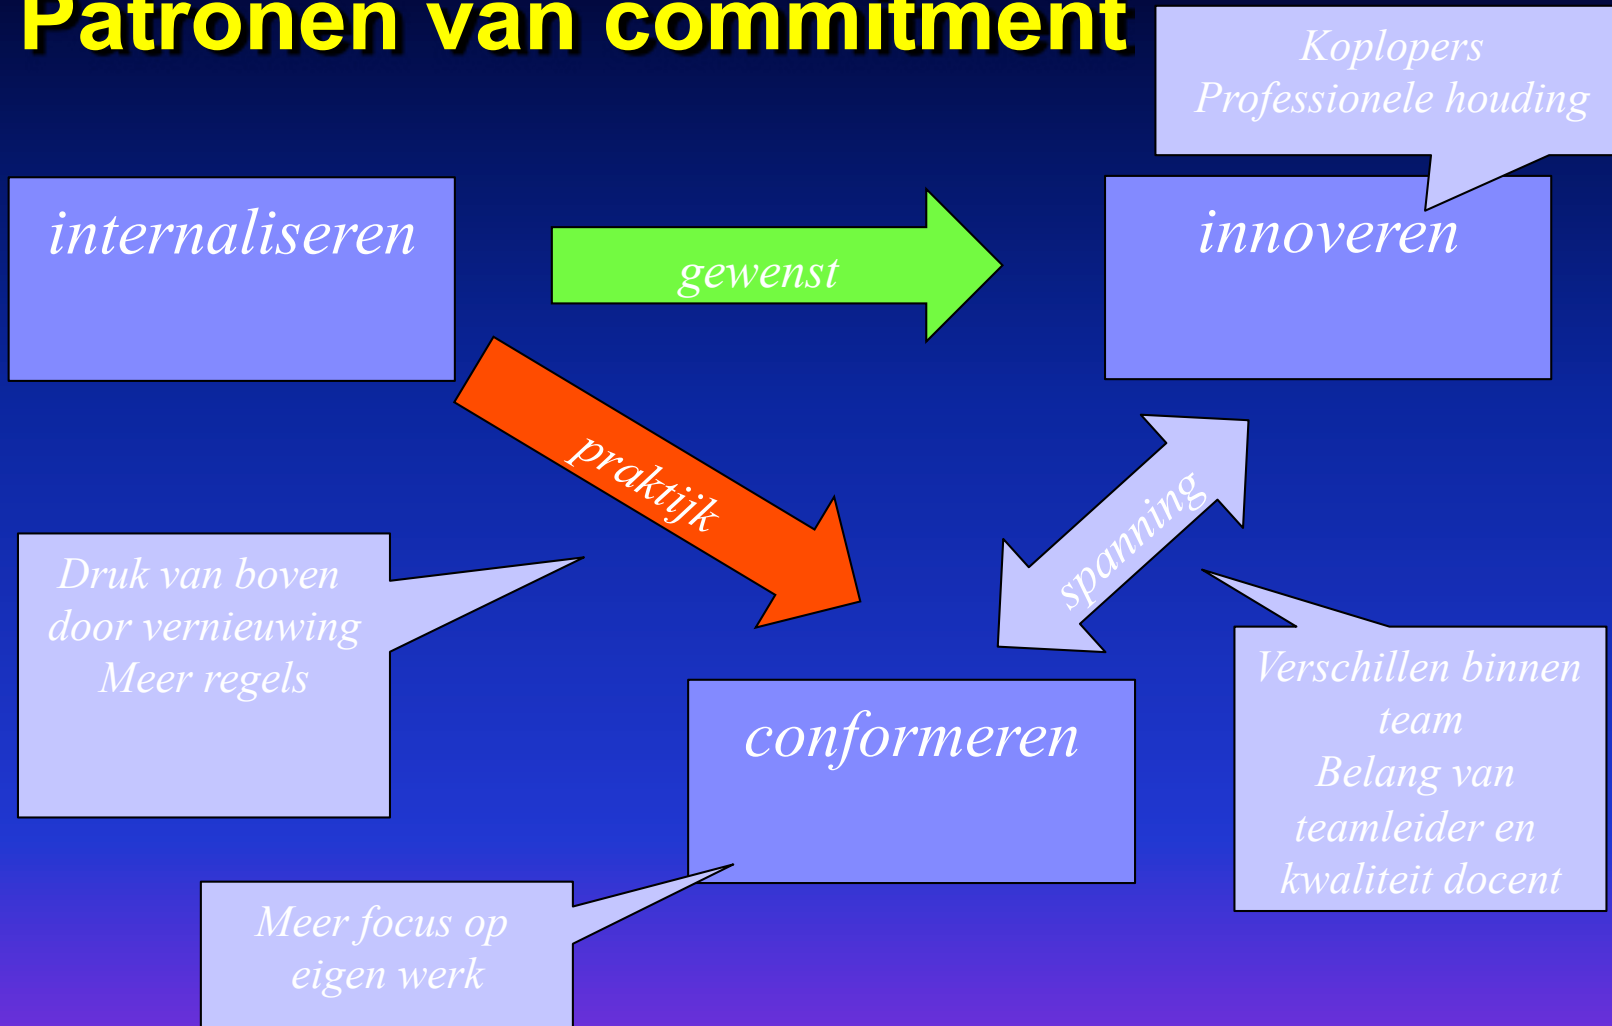 Patronen van commitment
Koplopers
Professionele houding
internaliseren
gewenst
innoveren
praktijk
spanning
Druk van boven
door vernieuwing
Meer regels
conformeren
Verschillen binnen
team
Belang van
teamleider en
kwaliteit docent
Meer focus op
eigen werk